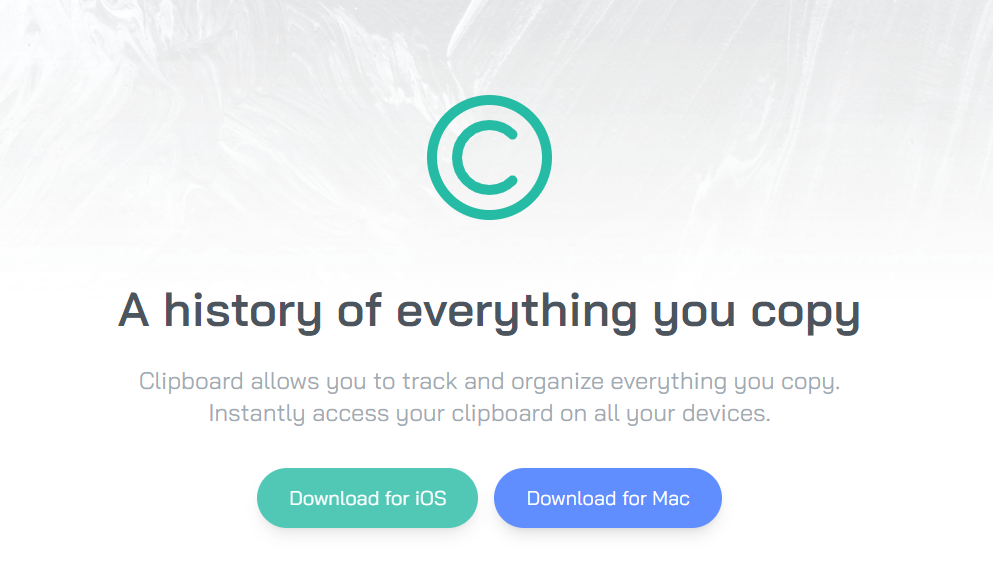 A history of everything you copy
Clipboard allows you to track and organize everything you copy.
Instantly access your clipboard on all your devices.
Download for iOS
Download for Mac